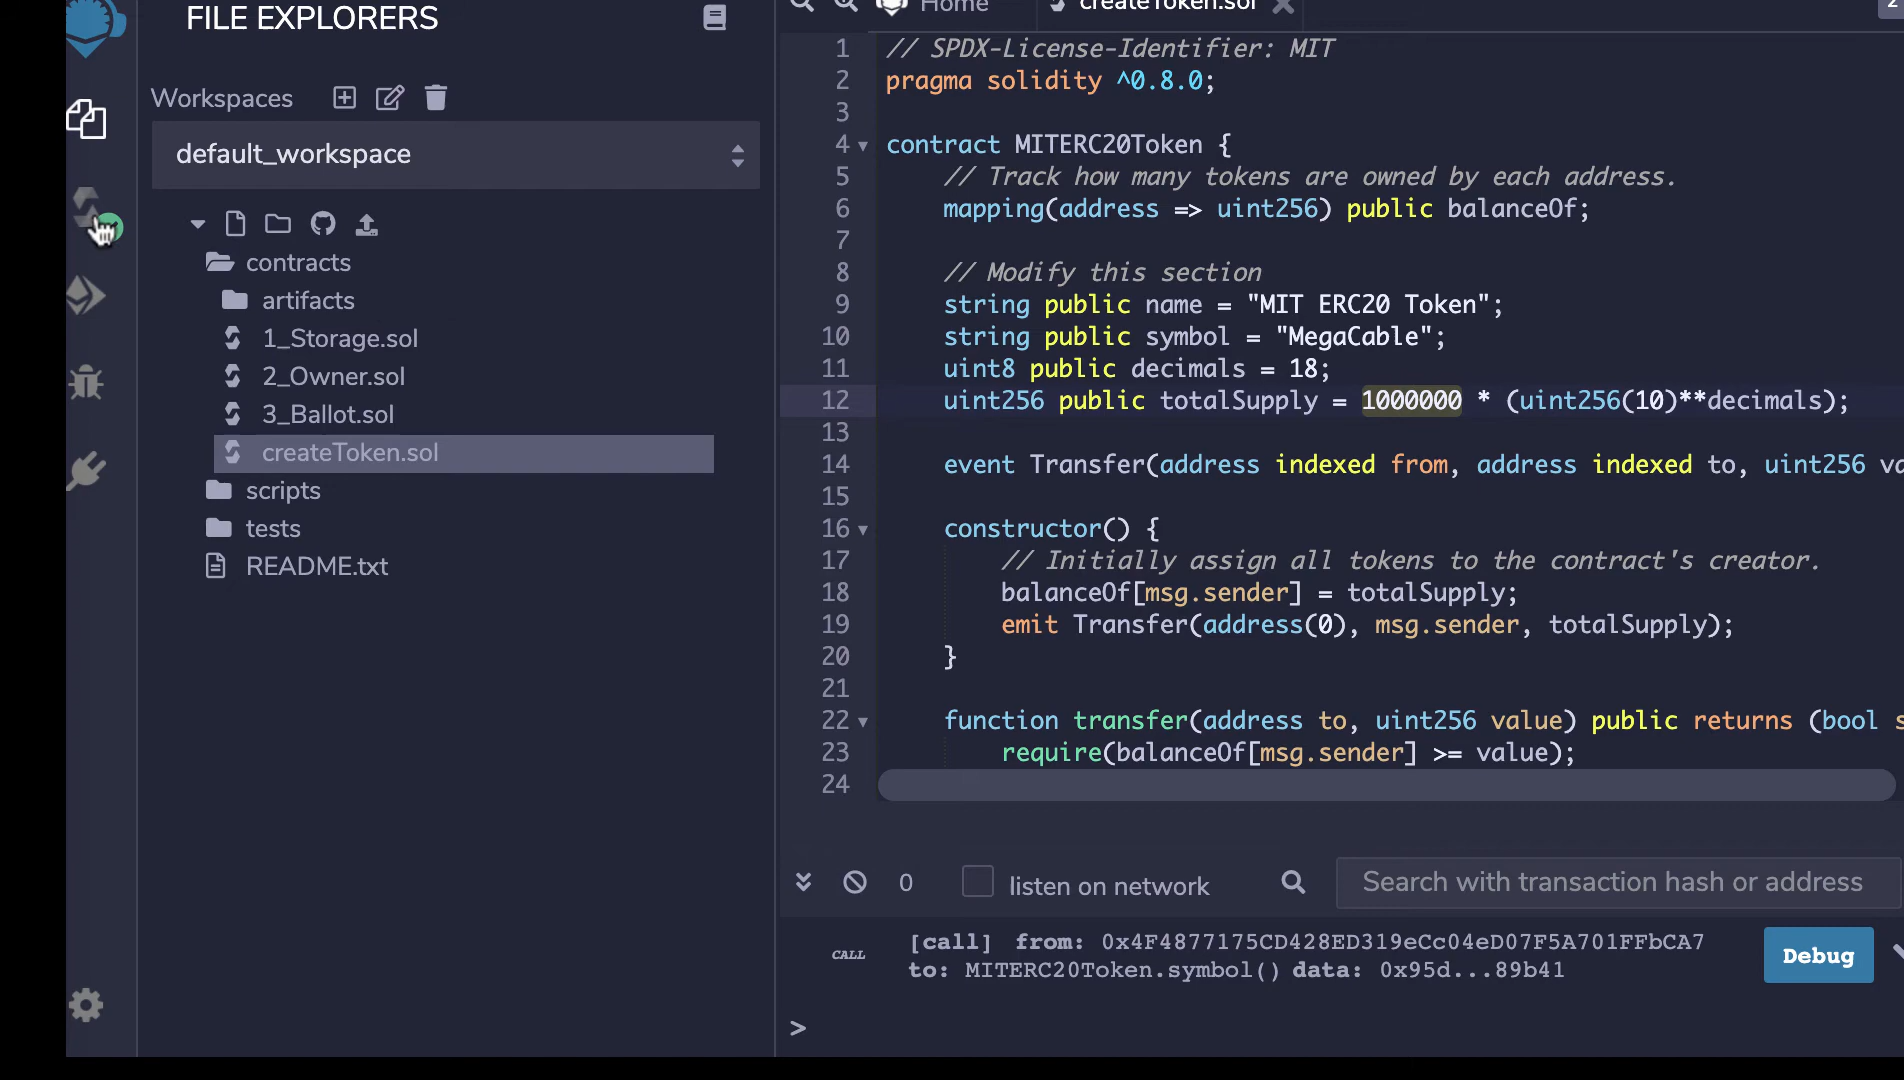 FILE EXPLORERS
Workspaces
default_workspace
contracts
artifacts
1_Storage.sol
2_Owner.sol
3_Ballot.sol
createToken.sol
scripts
tests
README.txt
Home
createToken.sol
2
1 // SPDX-License-Identifier: MIT
2 pragma solidity ^0.8.0;
3
4 contract MITERC20Token {
5 // Track how many tokens are owned by each address.
6 mapping(address => uint256) public balanceOf;
7
8 // Modify this section
9 string public name = "MIT ERC20 Token";
10 string public symbol = "MegaCable";
11 uint8 public decimals = 18;
12 uint256 public totalSupply = 1000000 * (uint256(10)**decimals);
13
14 event Transfer(address indexed from, address indexed to, uint256 va
15
16 constructor() {
17 // Initially assign all tokens to the contract's creator.
18 balanceOf[msg.sender] = totalSupply;
19 emit Transfer(address(0), msg.sender, totalSupply);
20 }
21
22 function transfer(address to, uint256 value) public returns (bool s
23 require(balanceOf[msg.sender] >= value);
24
0 listen on network Search with transaction hash or address
CALL [call] from: 0x4F4877175CD428ED319eCc04eD07F5A701FFbCA7
to: MITERC20Token.symbol() data: 0x95d...89b41
Debug
>